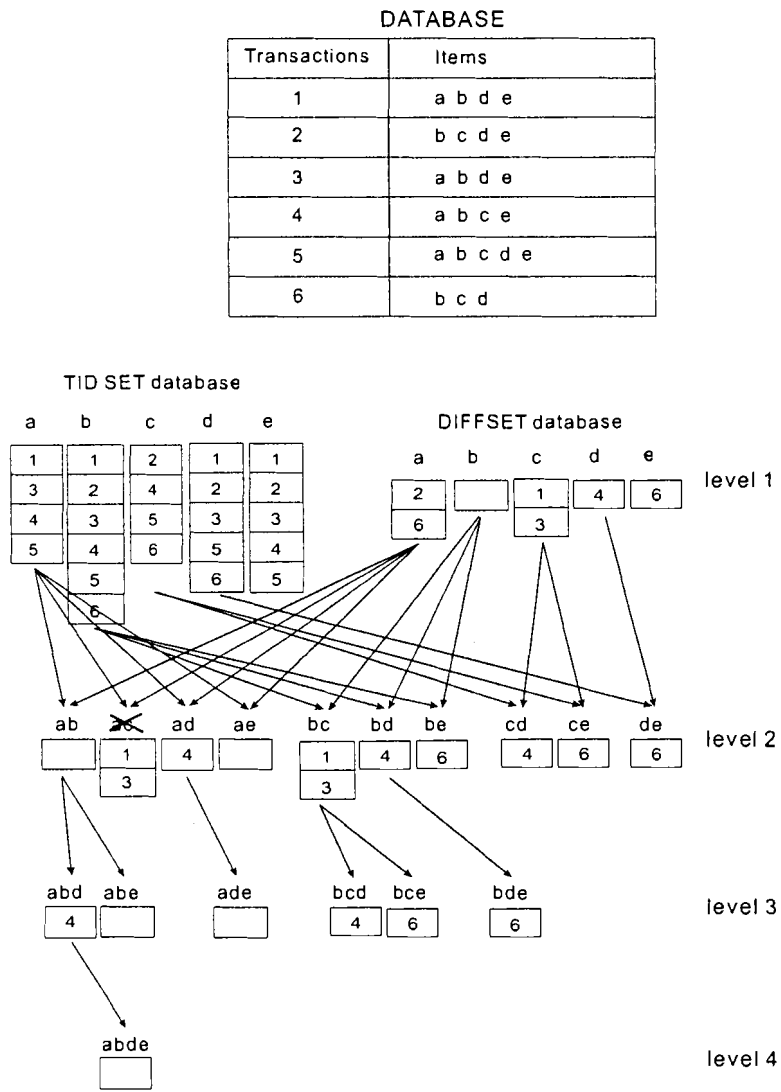 DATABASE
Transactions Items
1 a b d e
2 b c d e
3 a b d e
4 a b c e
5 a b c d e
6 b c d
TID SET database
a b c d e
1 1 2 1 1
3 2 4 2 2
4 3 5 3 3
5 4 6 5 4
5 6 5
6
DIFFSET database
a b c d e
2 1 4 6
6 3
level 1
ab ac ad ae bc bd be cd ce de
1 4 1 4 6 4 6 6
3 3
level 2
abd abe ade bcd bce bde
4 4 6 6
level 3
abde
level 4